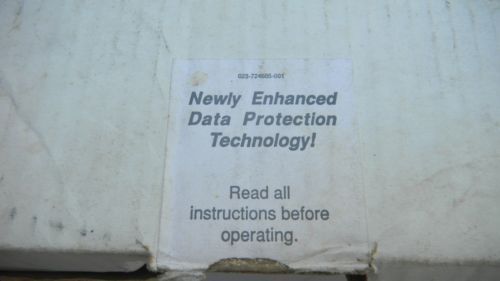 023-724605-001
Newly Enhanced
Data Protection
Technology!
Read all
instructions before
operating.